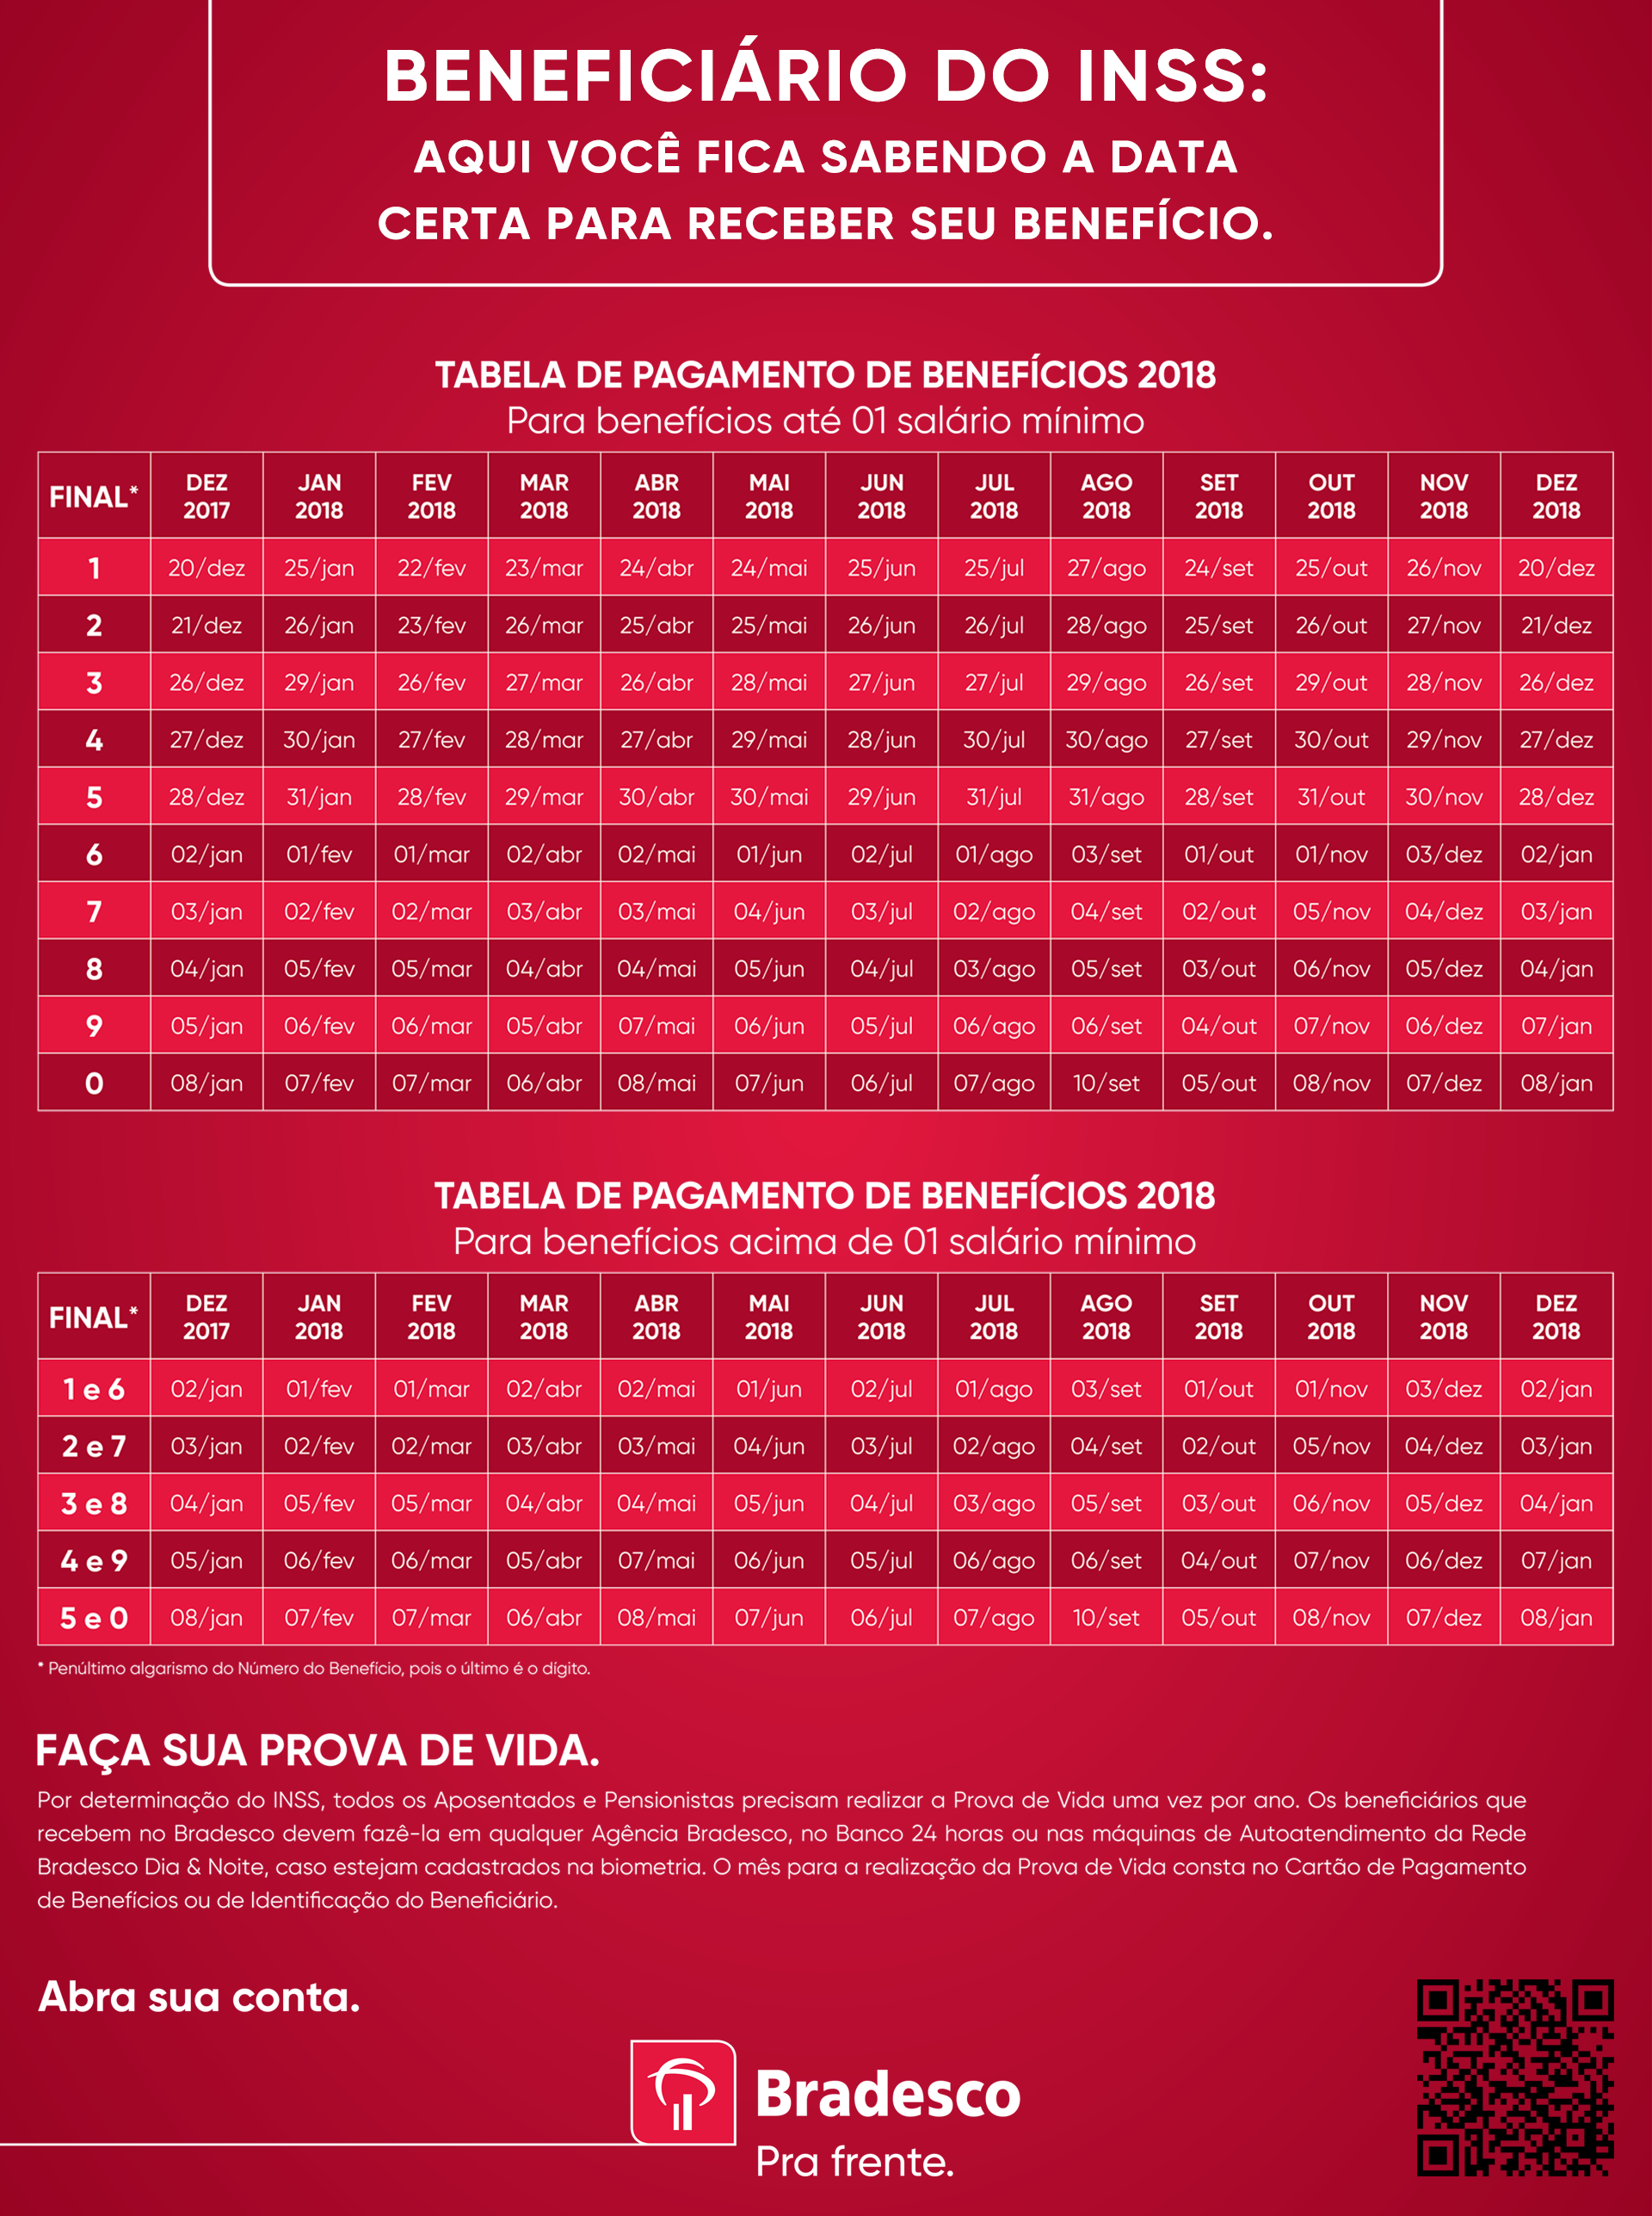 BENEFICIÁRIO DO INSS:
AQUI VOCÊ FICA SABENDO A DATA
CERTA PARA RECEBER SEU BENEFÍCIO.
TABELA DE PAGAMENTO DE BENEFÍCIOS 2018
Para benefícios até 01 salário mínimo
FINAL* DEZ 2017 JAN 2018 FEV 2018 MAR 2018 ABR 2018 MAI 2018 JUN 2018 JUL 2018 AGO 2018 SET 2018 OUT 2018 NOV 2018 DEZ 2018
1 20/dez 25/jan 22/fev 23/mar 24/abr 24/mai 25/jun 25/jul 27/ago 24/set 25/out 26/nov 20/dez
2 21/dez 26/jan 23/fev 26/mar 25/abr 25/mai 26/jun 26/jul 28/ago 25/set 26/out 27/nov 21/dez
3 26/dez 29/jan 26/fev 27/mar 26/abr 28/mai 27/jun 27/jul 29/ago 26/set 29/out 28/nov 26/dez
4 27/dez 30/jan 27/fev 28/mar 27/abr 29/mai 28/jun 30/jul 30/ago 27/set 30/out 29/nov 27/dez
5 28/dez 31/jan 28/fev 29/mar 30/abr 30/mai 29/jun 31/jul 31/ago 28/set 31/out 30/nov 28/dez
6 02/jan 01/fev 01/mar 02/abr 02/mai 01/jun 02/jul 01/ago 03/set 01/out 01/nov 03/dez 02/jan
7 03/jan 02/fev 02/mar 03/abr 03/mai 04/jun 03/jul 02/ago 04/set 02/out 05/nov 04/dez 03/jan
8 04/jan 05/fev 05/mar 04/abr 04/mai 05/jun 04/jul 03/ago 05/set 03/out 06/nov 05/dez 04/jan
9 05/jan 06/fev 06/mar 05/abr 07/mai 06/jun 05/jul 06/ago 06/set 04/out 07/nov 06/dez 07/jan
0 08/jan 07/fev 07/mar 06/abr 08/mai 07/jun 06/jul 07/ago 10/set 05/out 08/nov 07/dez 08/jan
TABELA DE PAGAMENTO DE BENEFÍCIOS 2018
Para benefícios acima de 01 salário mínimo
FINAL* DEZ 2017 JAN 2018 FEV 2018 MAR 2018 ABR 2018 MAI 2018 JUN 2018 JUL 2018 AGO 2018 SET 2018 OUT 2018 NOV 2018 DEZ 2018
1 e 6 02/jan 01/fev 01/mar 02/abr 02/mai 01/jun 02/jul 01/ago 03/set 01/out 01/nov 03/dez 02/jan
2 e 7 03/jan 02/fev 02/mar 03/abr 03/mai 04/jun 03/jul 02/ago 04/set 02/out 05/nov 04/dez 03/jan
3 e 8 04/jan 05/fev 05/mar 04/abr 04/mai 05/jun 04/jul 03/ago 05/set 03/out 06/nov 05/dez 04/jan
4 e 9 05/jan 06/fev 06/mar 05/abr 07/mai 06/jun 05/jul 06/ago 06/set 04/out 07/nov 06/dez 07/jan
5 e 0 08/jan 07/fev 07/mar 06/abr 08/mai 07/jun 06/jul 07/ago 10/set 05/out 08/nov 07/dez 08/jan
* Penúltimo algarismo do Número do Benefício, pois o último é o dígito.
FAÇA SUA PROVA DE VIDA.
Por determinação do INSS, todos os Aposentados e Pensionistas precisam realizar a Prova de Vida uma vez por ano. Os beneficiários que
recebem no Bradesco devem fazê-la em qualquer Agência Bradesco, no Banco 24 horas ou nas máquinas de Autoatendimento da Rede
Bradesco Dia & Noite, caso estejam cadastrados na biometria. O mês para a realização da Prova de Vida consta no Cartão de Pagamento
de Benefícios ou de Identificação do Beneficiário.
Abra sua conta.
Bradesco
Pra frente.